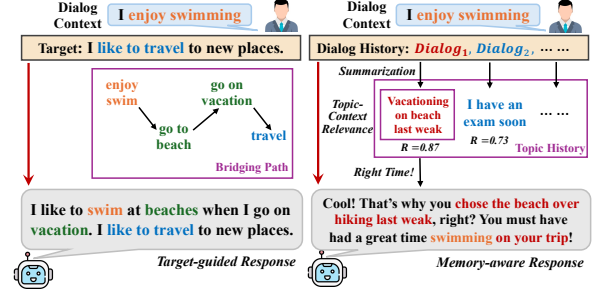 Dialog
Context
I enjoy swimming
Target: I like to travel to new places.
enjoy
swim
go on
vacation
go to
beach
travel
Bridging Path
I like to swim at beaches when I go on
vacation. I like to travel to new places.
Target-guided Response
Dialog
Context
I enjoy swimming
Dialog History: Dialog1, Dialog2, ... ...
Summarization
Topic-
Context
Relevance
Vacationing
on beach
last weak
R = 0.87
I have an
exam soon
R = 0.73
... ...
Topic History
Right Time!
Cool! That's why you chose the beach over
hiking last weak, right? You must have
had a great time swimming on your trip!
Memory-aware Response